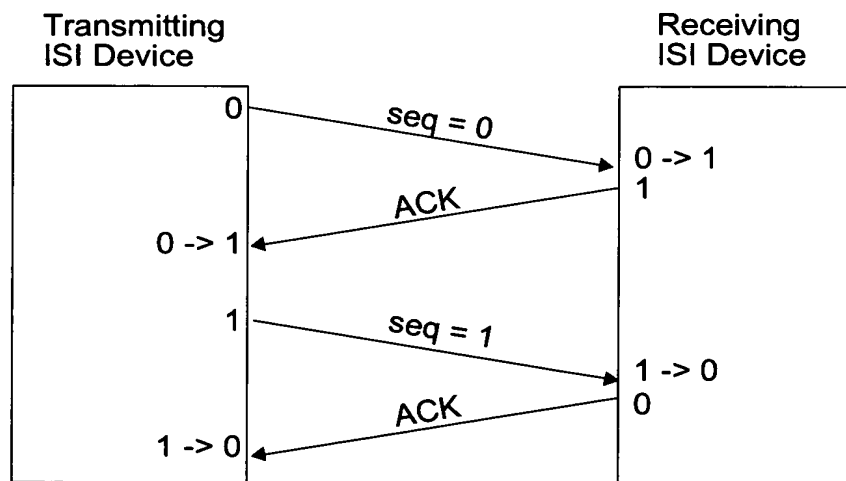 Transmitting
ISI Device
Receiving
ISI Device
0
seq = 0
0 -> 1
1
ACK
0 -> 1
1
seq = 1
1 -> 0
0
ACK
1 -> 0